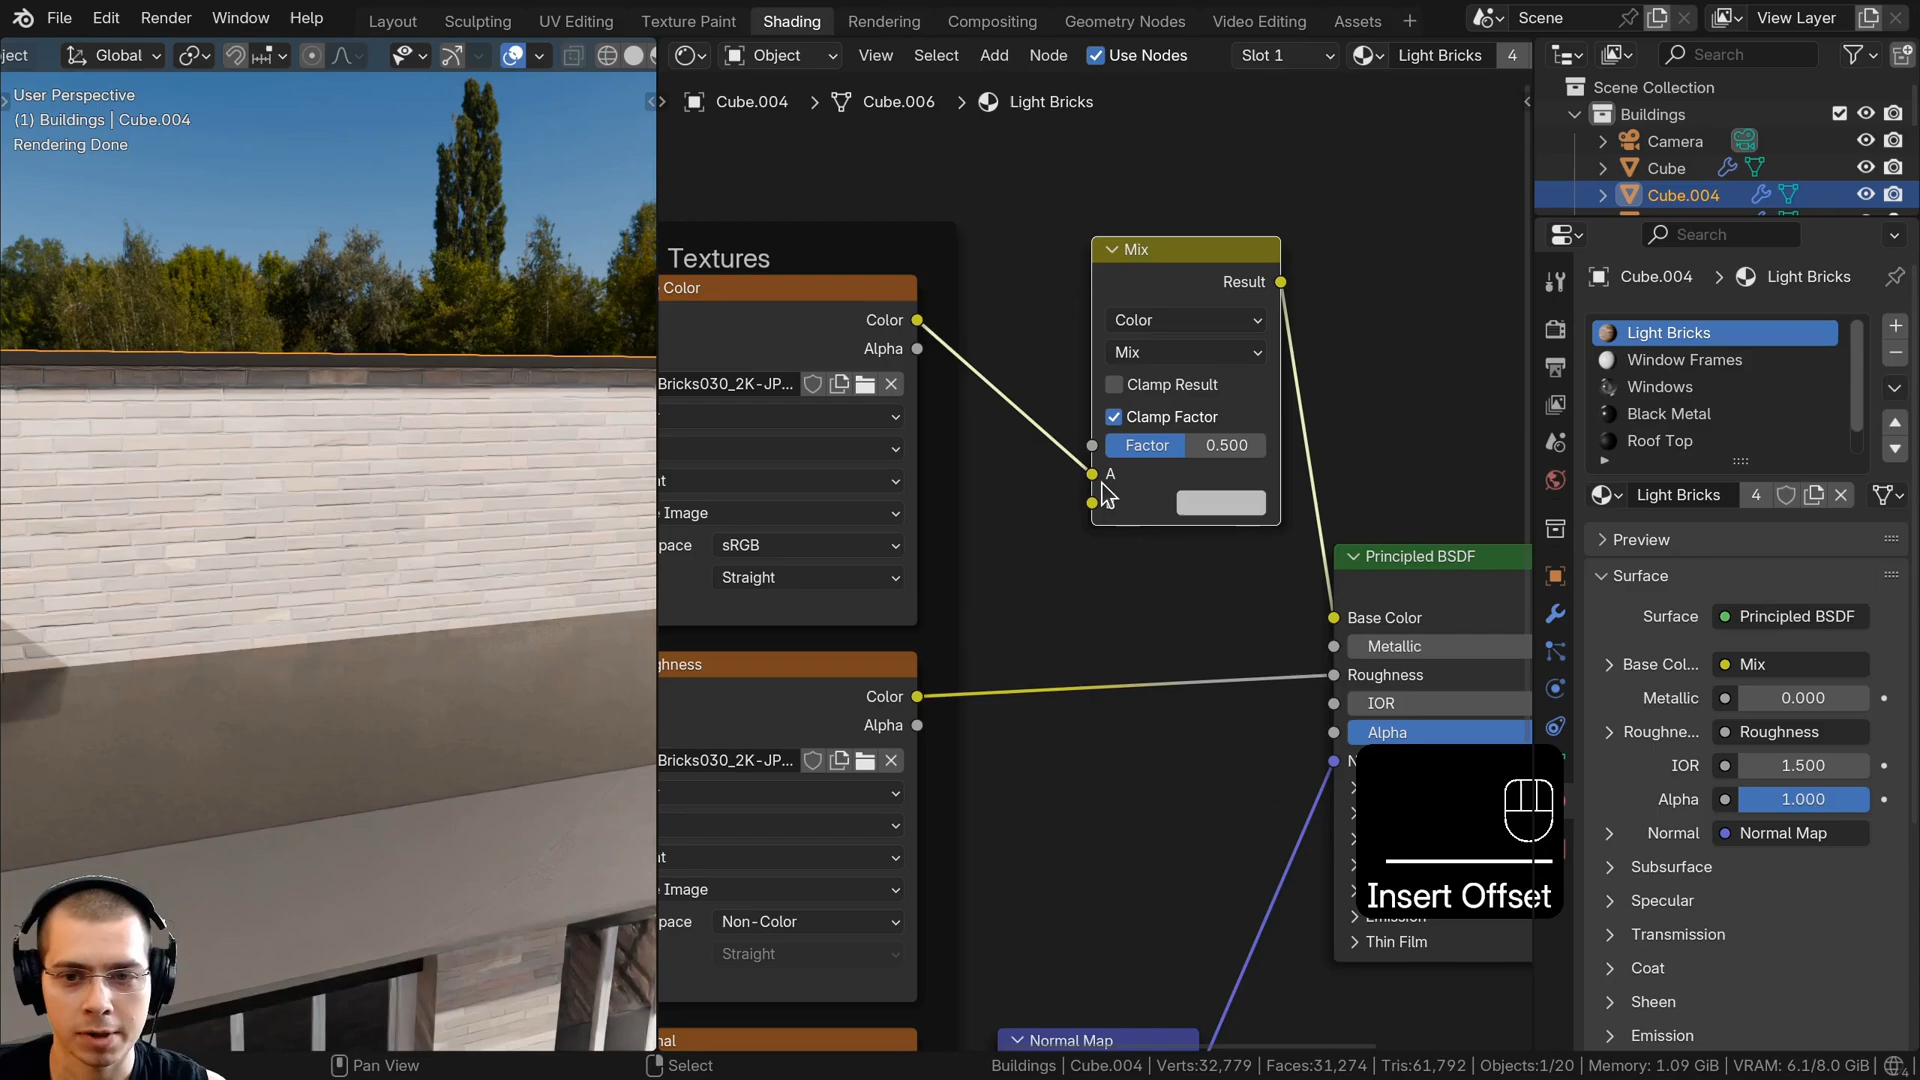 File Edit Render Window Help Layout Sculpting UV Editing Texture Paint Shading Rendering Compositing Geometry Nodes Video Editing Assets + Scene View Layer
ject Global Object View Select Add Node Use Nodes Slot 1 Light Bricks 4 Search
User Perspective
(1) Buildings | Cube.004
Rendering Done
Cube.004 > Cube.006 > Light Bricks
Textures
Color
Color
Alpha
Bricks030_2K-JP...
t
Image
pace sRGB
Straight
ghness
Color
Alpha
Bricks030_2K-JP...
t
Image
pace Non-Color
Straight
nal
Mix
Result
Color
Mix
Clamp Result
Clamp Factor
Factor 0.500
A
Principled BSDF
Base Color
Metallic
Roughness
IOR
Alpha
N
Insert Offset
Emission
Thin Film
Normal Map
Scene Collection
Buildings
Camera
Cube
Cube.004
Search
Cube.004 > Light Bricks
Light Bricks
Window Frames
Windows
Black Metal
Roof Top
Light Bricks 4
Preview
Surface
Surface Principled BSDF
Base Col... Mix
Metallic 0.000
Roughne... Roughness
IOR 1.500
Alpha 1.000
Normal Normal Map
Subsurface
Specular
Transmission
Coat
Sheen
Emission
Pan View Select Buildings | Cube.004 | Verts:32,779 | Faces:31,274 | Tris:61,792 | Objects:1/20 | Memory: 1.09 GiB | VRAM: 6.1/8.0 GiB